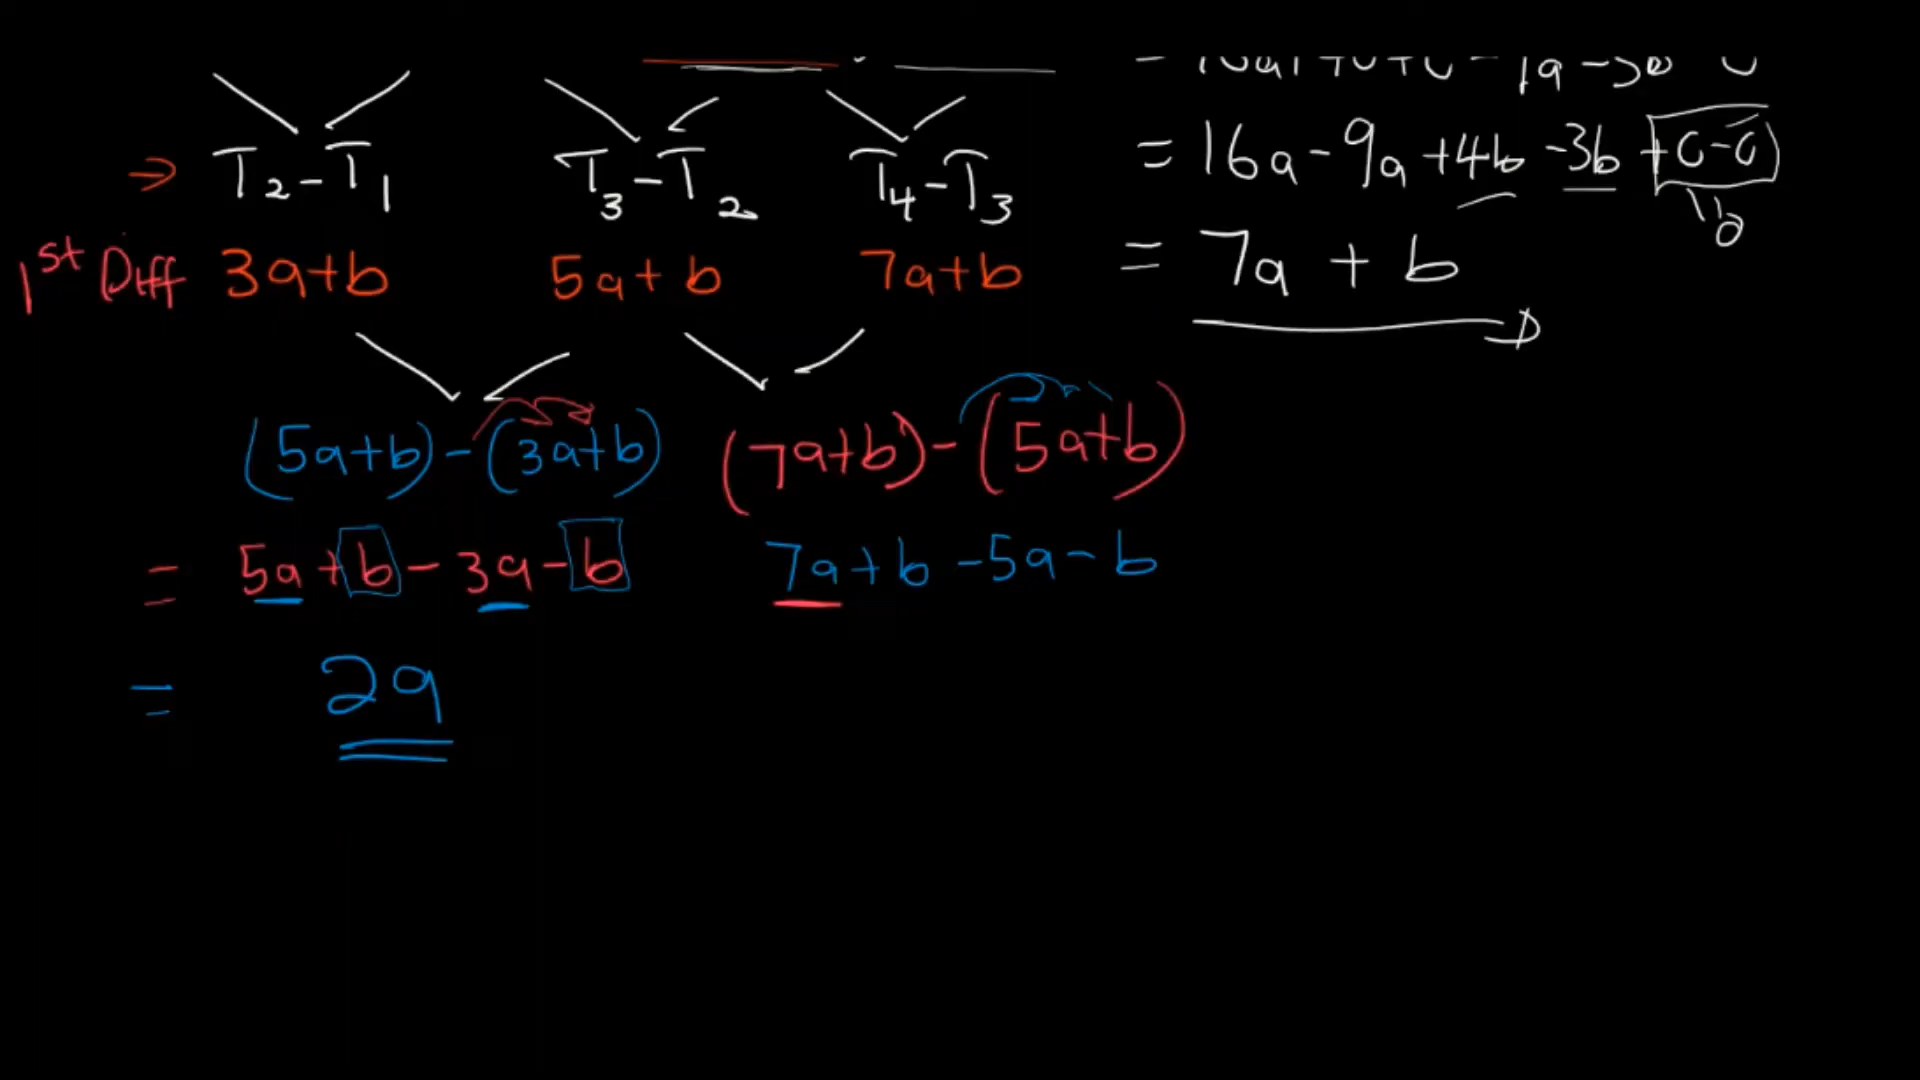 T₂-T₁ T₃-T₂ T₄-T₃
1st Diff 3a+b 5a+b 7a+b
(5a+b)-(3a+b) (7a+b)-(5a+b)
= 5a+b-3a-b 7a+b-5a-b
= 2a
= 16a-9a+4b-3b+c-c
0
= 7a+b